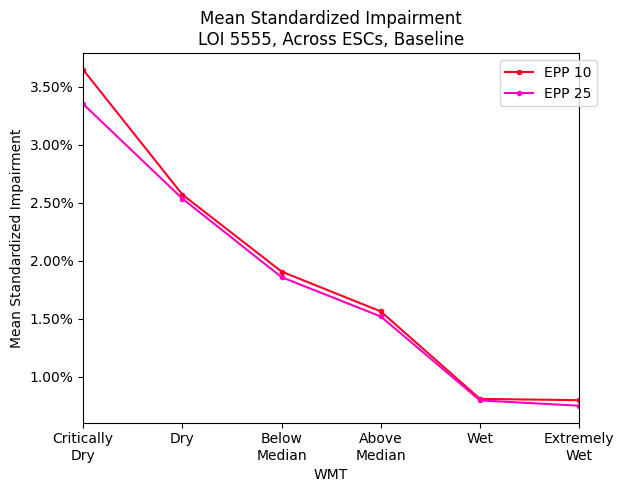 Mean Standardized Impairment
LOI 5555, Across ESCs, Baseline
EPP 10
EPP 25
Mean Standardized Impairment
3.50%
3.00%
2.50%
2.00%
1.50%
1.00%
Critically Dry
Dry
Below Median
Above Median
Wet
Extremely Wet
WMT